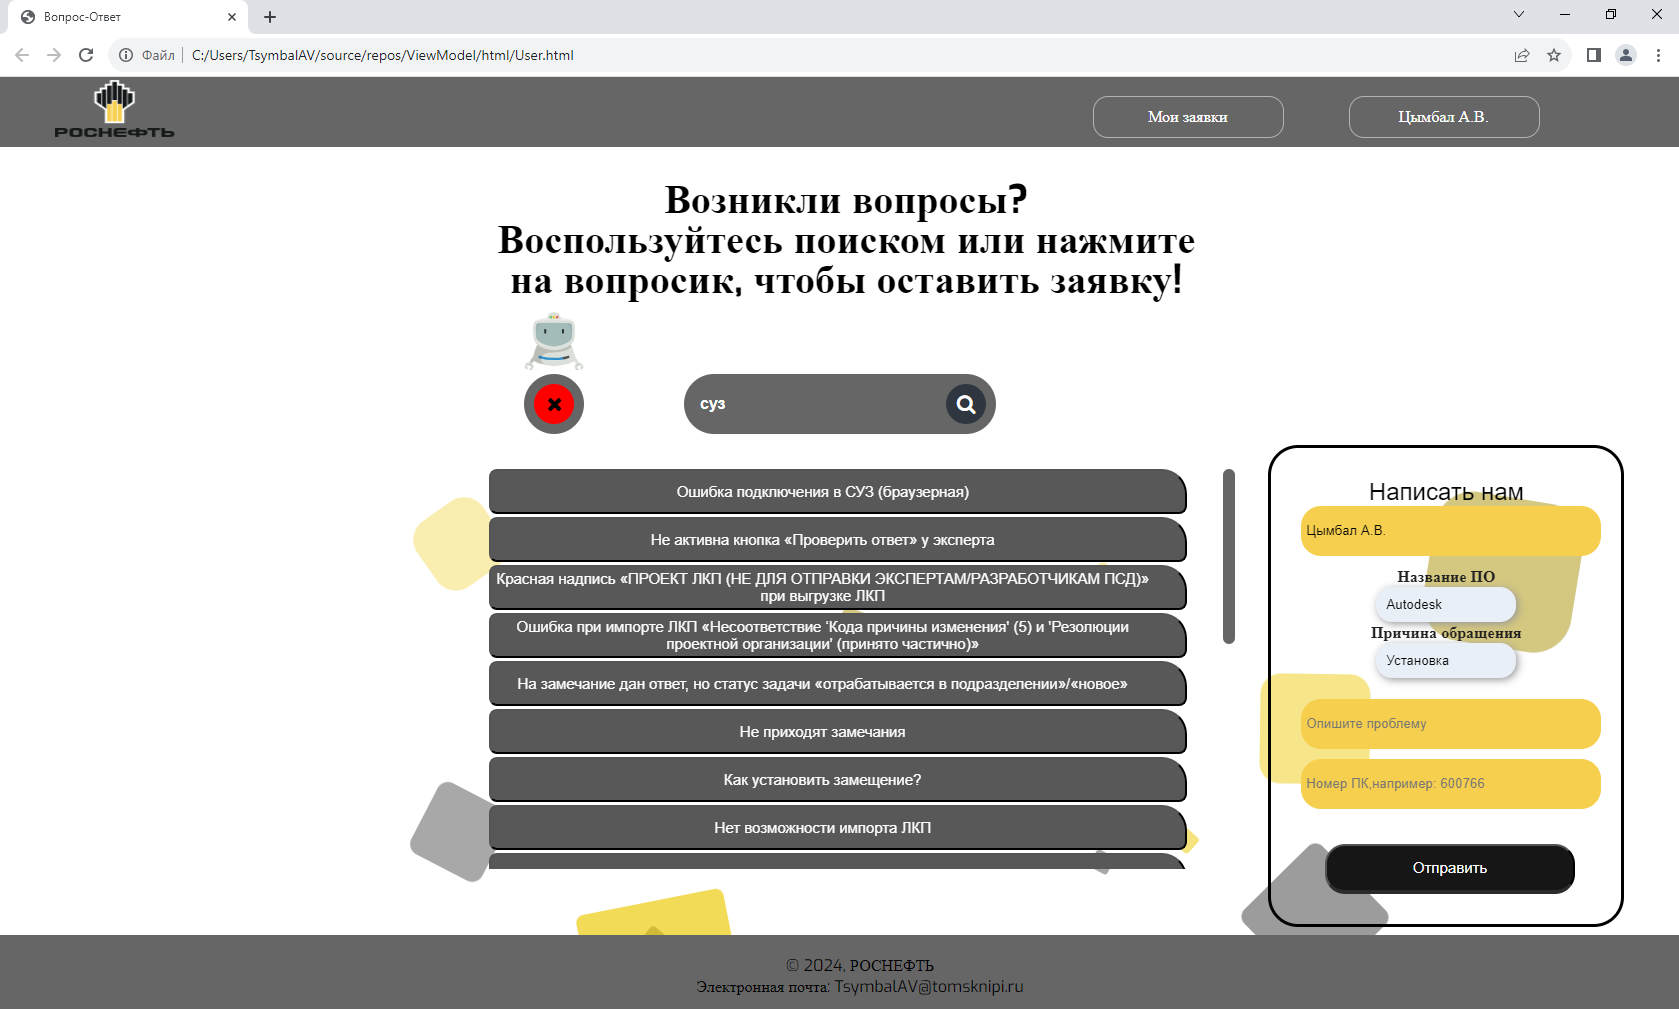 Вопрос-Ответ
Файл
C:/Users/TsymbalAV/source/repos/ViewModel/html/User.html
РОСНЕФТЬ
Мои заявки
Цымбал А.В.
Возникли вопросы?
Воспользуйтесь поиском или нажмите
на вопросик, чтобы оставить заявку!
суз
Ошибка подключения в СУЗ (браузерная)
Не активна кнопка «Проверить ответ» у эксперта
Красная надпись «ПРОЕКТ ЛКП (НЕ ДЛЯ ОТПРАВКИ ЭКСПЕРТАМ/РАЗРАБОТЧИКАМ ПСД)»
при выгрузке ЛКП
Ошибка при импорте ЛКП «Несоответствие 'Кода причины изменения' (5) и 'Резолюции
проектной организации' (принято частично)»
На замечание дан ответ, но статус задачи «отрабатывается в подразделении»/«новое»
Не приходят замечания
Как установить замещение?
Нет возможности импорта ЛКП
Написать нам
Цымбал А.В.
Название ПО
Autodesk
Причина обращения
Установка
Опишите проблему
Номер ПК,например: 600766
Отправить
© 2024, РОСНЕФТЬ
Электронная почта: TsymbalAV@tomsknipi.ru